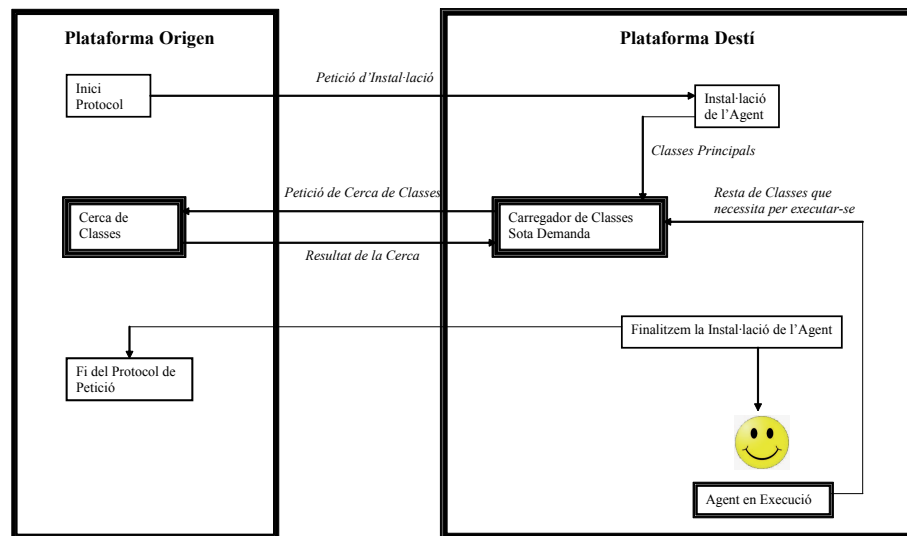 Plataforma Origen
Plataforma Destí
Inici
Protocol
Petició d'Instal·lació
Instal·lació
de l'Agent
Classes Principals
Petició de Cerca de Classes
Resta de Classes que
necessita per executar-se
Cerca de
Classes
Carregador de Classes
Sota Demanda
Resultat de la Cerca
Finalitzem la Instal·lació de l'Agent
Fi del Protocol de
Petició
Agent en Execució